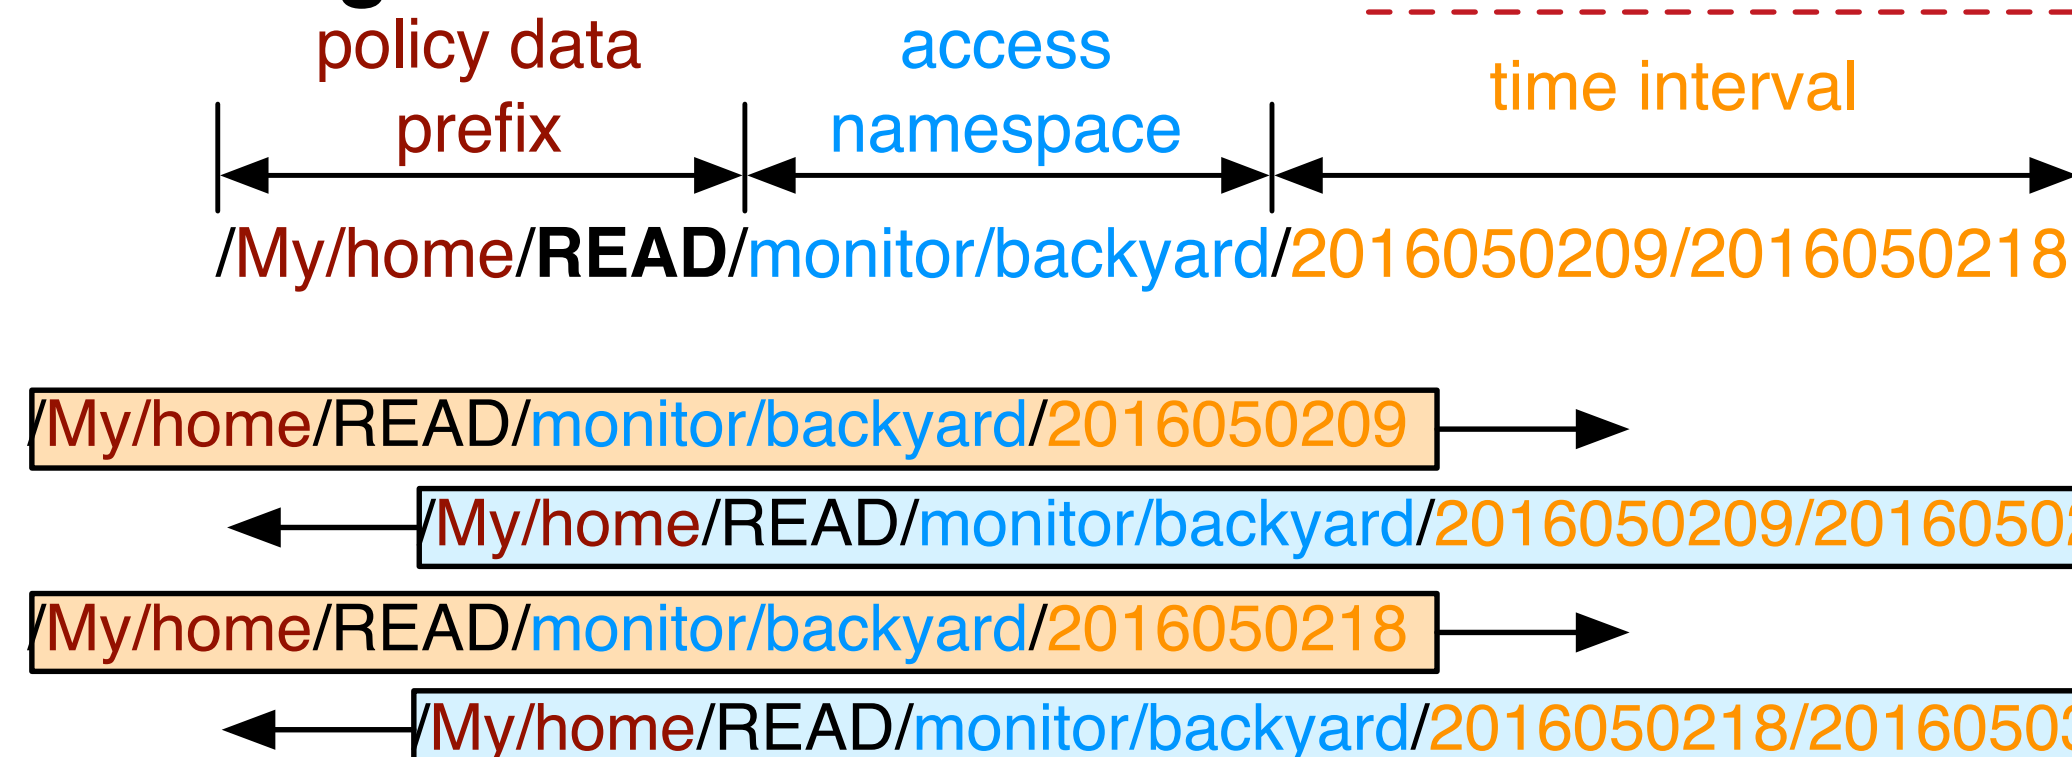 policy data
prefix
access
namespace
time interval
/My/home/READ/monitor/backyard/2016050209/2016050218
/My/home/READ/monitor/backyard/2016050209
/My/home/READ/monitor/backyard/2016050209/2016050
/My/home/READ/monitor/backyard/2016050218
/My/home/READ/monitor/backyard/2016050218/2016050